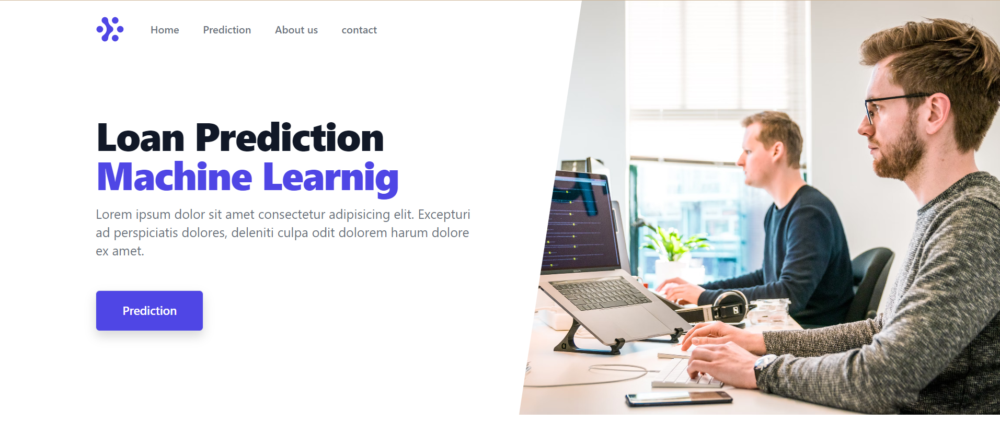 Home Prediction About us contact
Loan Prediction
Machine Learnig
Lorem ipsum dolor sit amet consectetur adipisicing elit. Excepturi
ad perspiciatis dolores, deleniti culpa odit dolorem harum dolore
ex amet.
Prediction